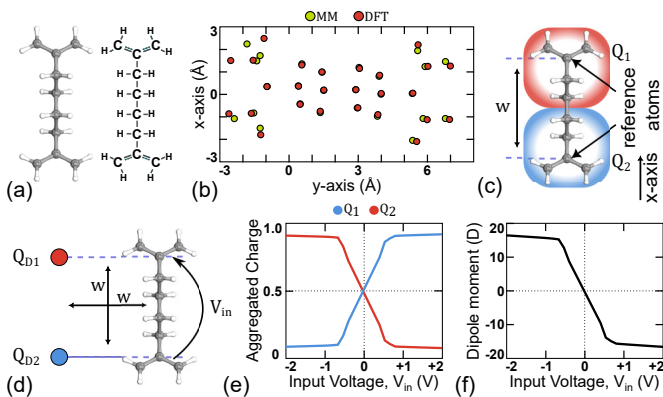 H H
H H
H H
H H
H H
H H
H H
H H
(a)
MM DFT
x-axis (Å)
3
0
3
-3 0 3 6
y-axis (Å)
(b)
Q1
w
reference atoms
Q2
x-axis
(c)
QD1
w
w
Vin
QD2
(d)
Q1 Q2
Aggregated Charge
1.0
0.5
0
-2 -1 0 +1 +2
Input Voltage, Vin (V)
(e)
Dipole moment (D)
20
10
0
-10
-20
-2 -1 0 +1 +2
Input Voltage, Vin (V)
(f)